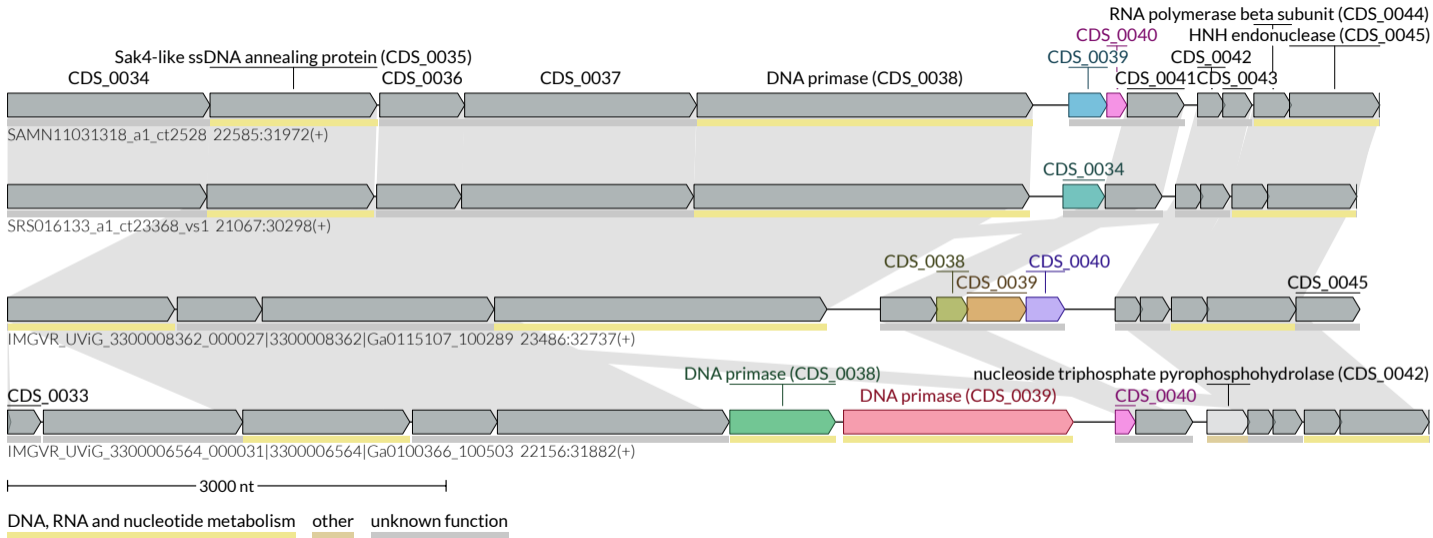 RNA polymerase beta subunit (CDS_0044)
CDS_0040 HNH endonuclease (CDS_0045)
Sak4-like ssDNA annealing protein (CDS_0035) CDS_0039 CDS_0042
CDS_0034 CDS_0036 CDS_0037 DNA primase (CDS_0038) CDS_0041 CDS_0043
SAMN11031318_a1_ct2528 22585:31972(+)
CDS_0034
SRS016133_a1_ct23368_vs1 21067:30298(+)
CDS_0038 CDS_0040
CDS_0039 CDS_0045
IMGVR_UViG_3300008362_000027|3300008362|Ga0115107_100289 23486:32737(+)
DNA primase (CDS_0038) nucleoside triphosphate pyrophosphohydrolase (CDS_0042)
CDS_0033 DNA primase (CDS_0039) CDS_0040
IMGVR_UViG_3300006564_000031|3300006564|Ga0100366_100503 22156:31882(+)
3000 nt
DNA, RNA and nucleotide metabolism other unknown function